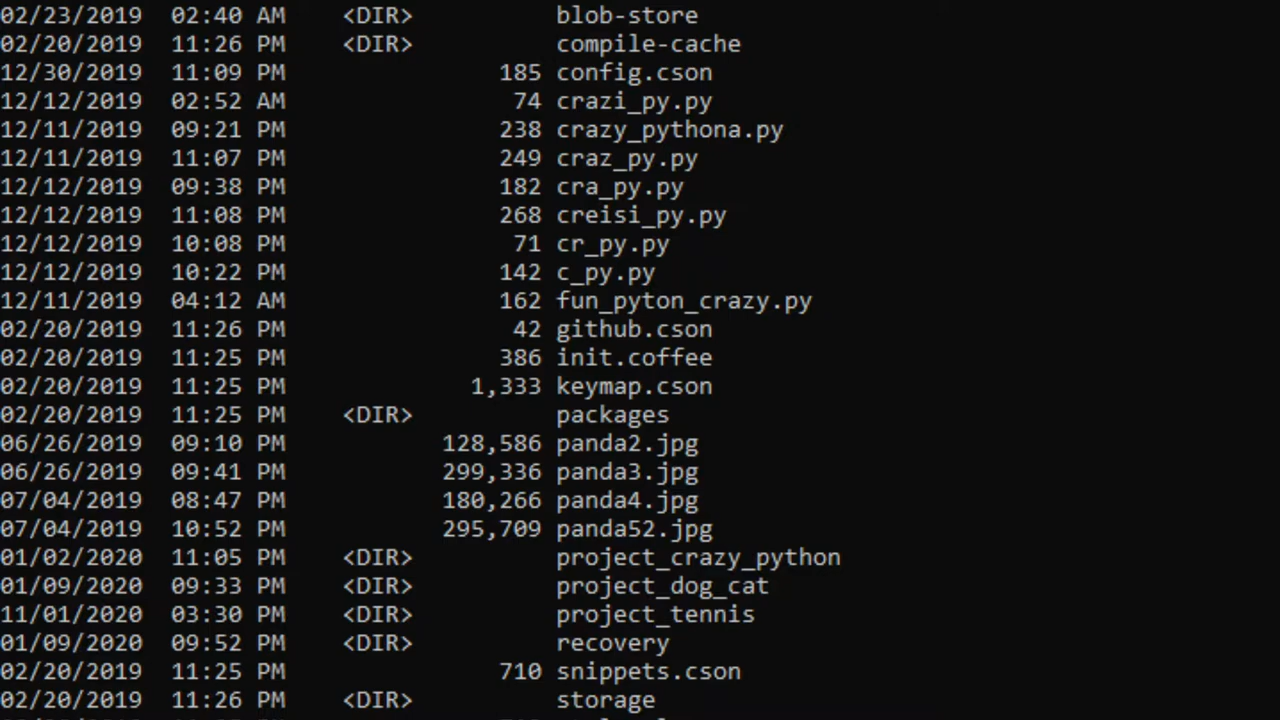 02/23/2019  02:40 AM    <DIR>          blob-store
02/20/2019  11:26 PM    <DIR>          compile-cache
12/30/2019  11:09 PM               185 config.cson
12/12/2019  02:52 AM                74 crazi_py.py
12/11/2019  09:21 PM               238 crazy_pythona.py
12/11/2019  11:07 PM               249 craz_py.py
12/12/2019  09:38 PM               182 cra_py.py
12/12/2019  11:08 PM               268 creisi_py.py
12/12/2019  10:08 PM                71 cr_py.py
12/12/2019  10:22 PM               142 c_py.py
12/11/2019  04:12 AM               162 fun_pyton_crazy.py
02/20/2019  11:26 PM                42 github.cson
02/20/2019  11:25 PM               386 init.coffee
02/20/2019  11:25 PM             1,333 keymap.cson
02/20/2019  11:25 PM    <DIR>          packages
06/26/2019  09:10 PM           128,586 panda2.jpg
06/26/2019  09:41 PM           299,336 panda3.jpg
07/04/2019  08:47 PM           180,266 panda4.jpg
07/04/2019  10:52 PM           295,709 panda52.jpg
01/02/2020  11:05 PM    <DIR>          project_crazy_python
01/09/2020  09:33 PM    <DIR>          project_dog_cat
11/01/2020  03:30 PM    <DIR>          project_tennis
01/09/2020  09:52 PM    <DIR>          recovery
02/20/2019  11:25 PM               710 snippets.cson
02/20/2019  11:26 PM    <DIR>          storage